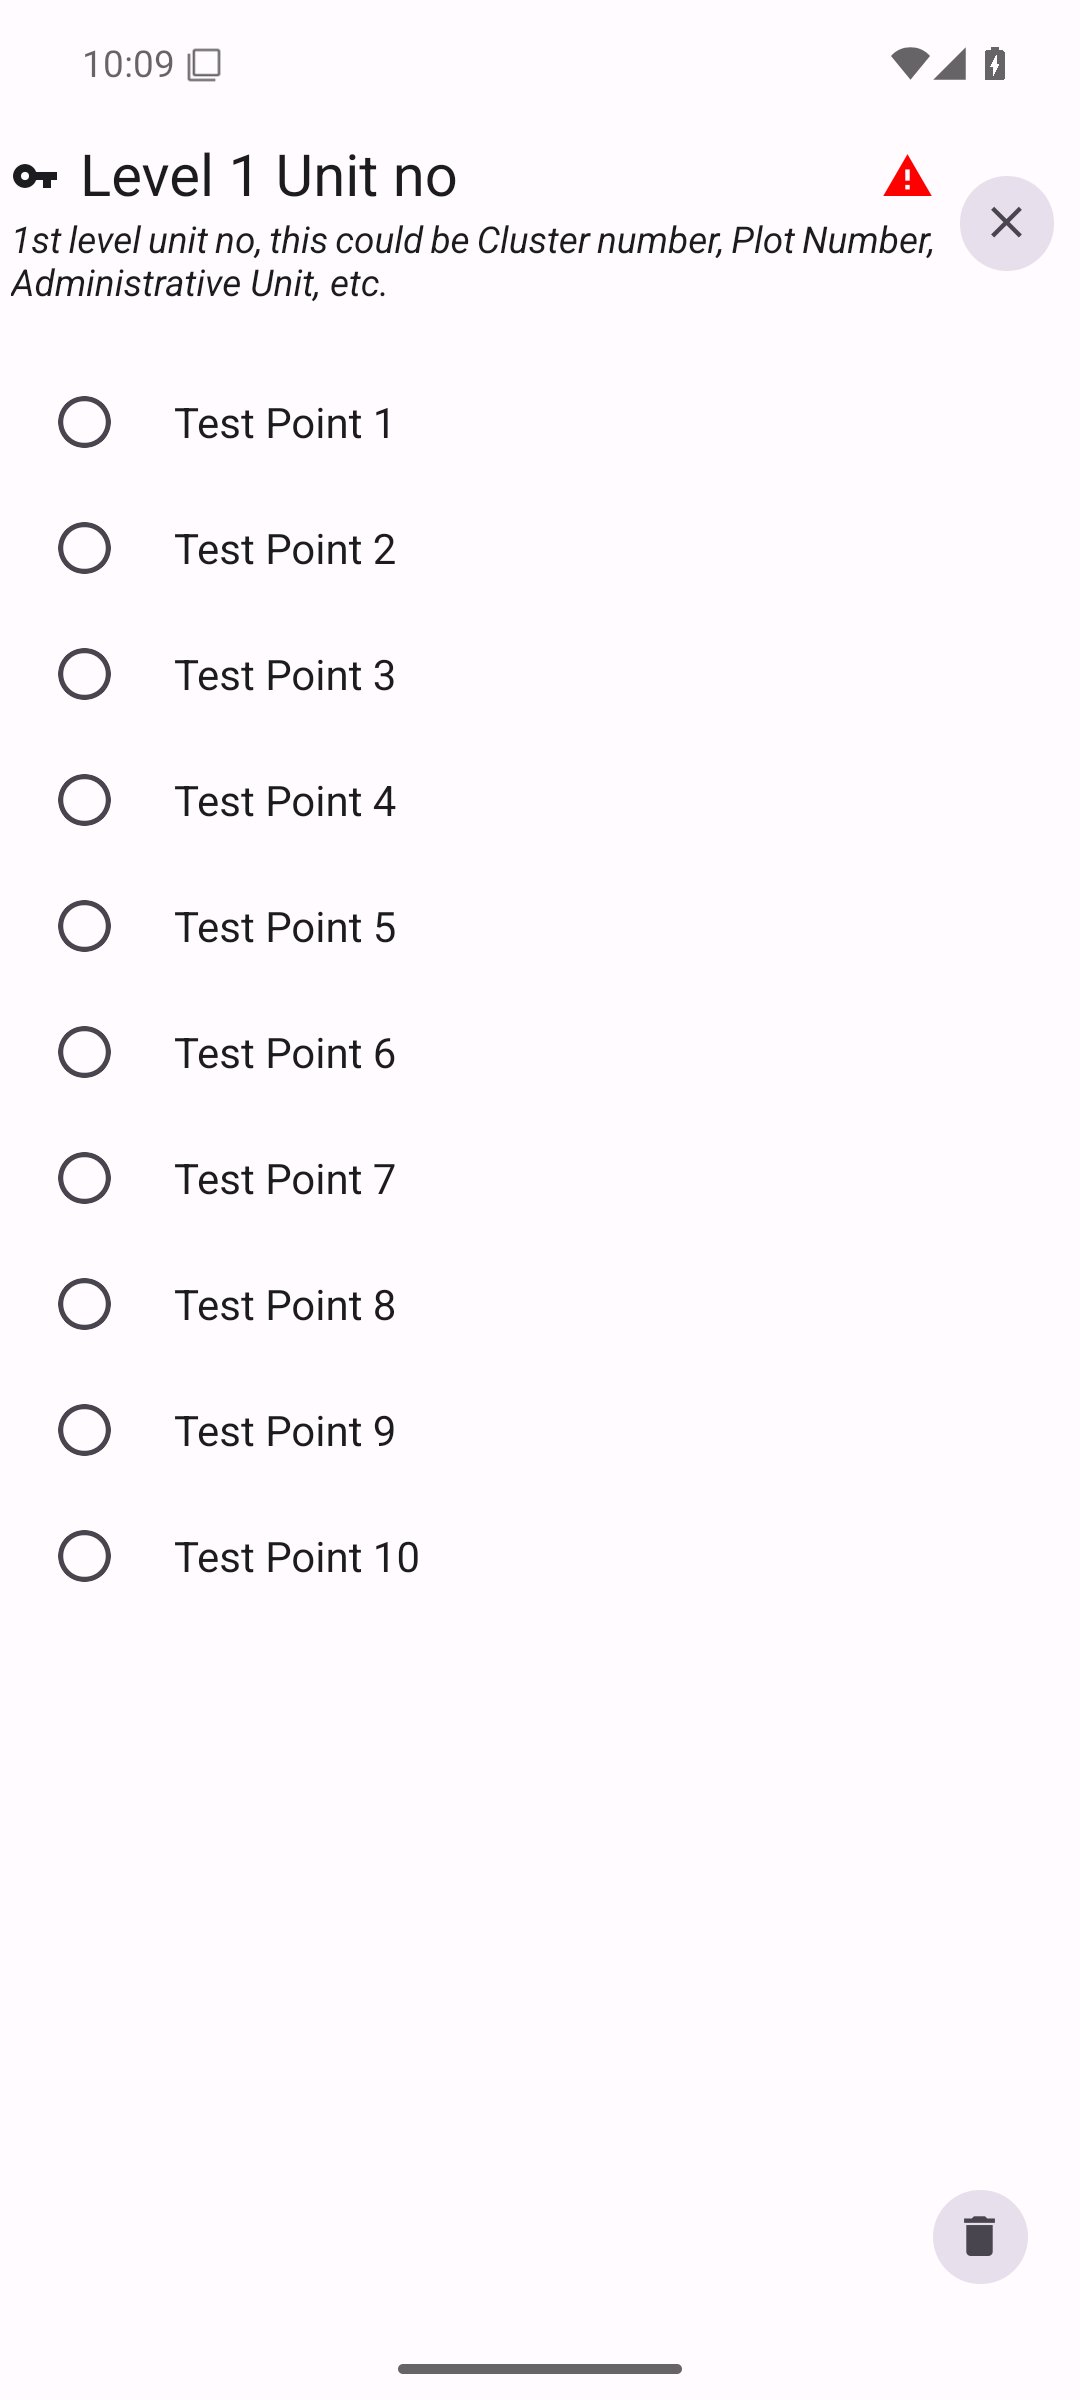 10:09
Level 1 Unit no
1st level unit no, this could be Cluster number, Plot Number,
Administrative Unit, etc.
Test Point 1
Test Point 2
Test Point 3
Test Point 4
Test Point 5
Test Point 6
Test Point 7
Test Point 8
Test Point 9
Test Point 10